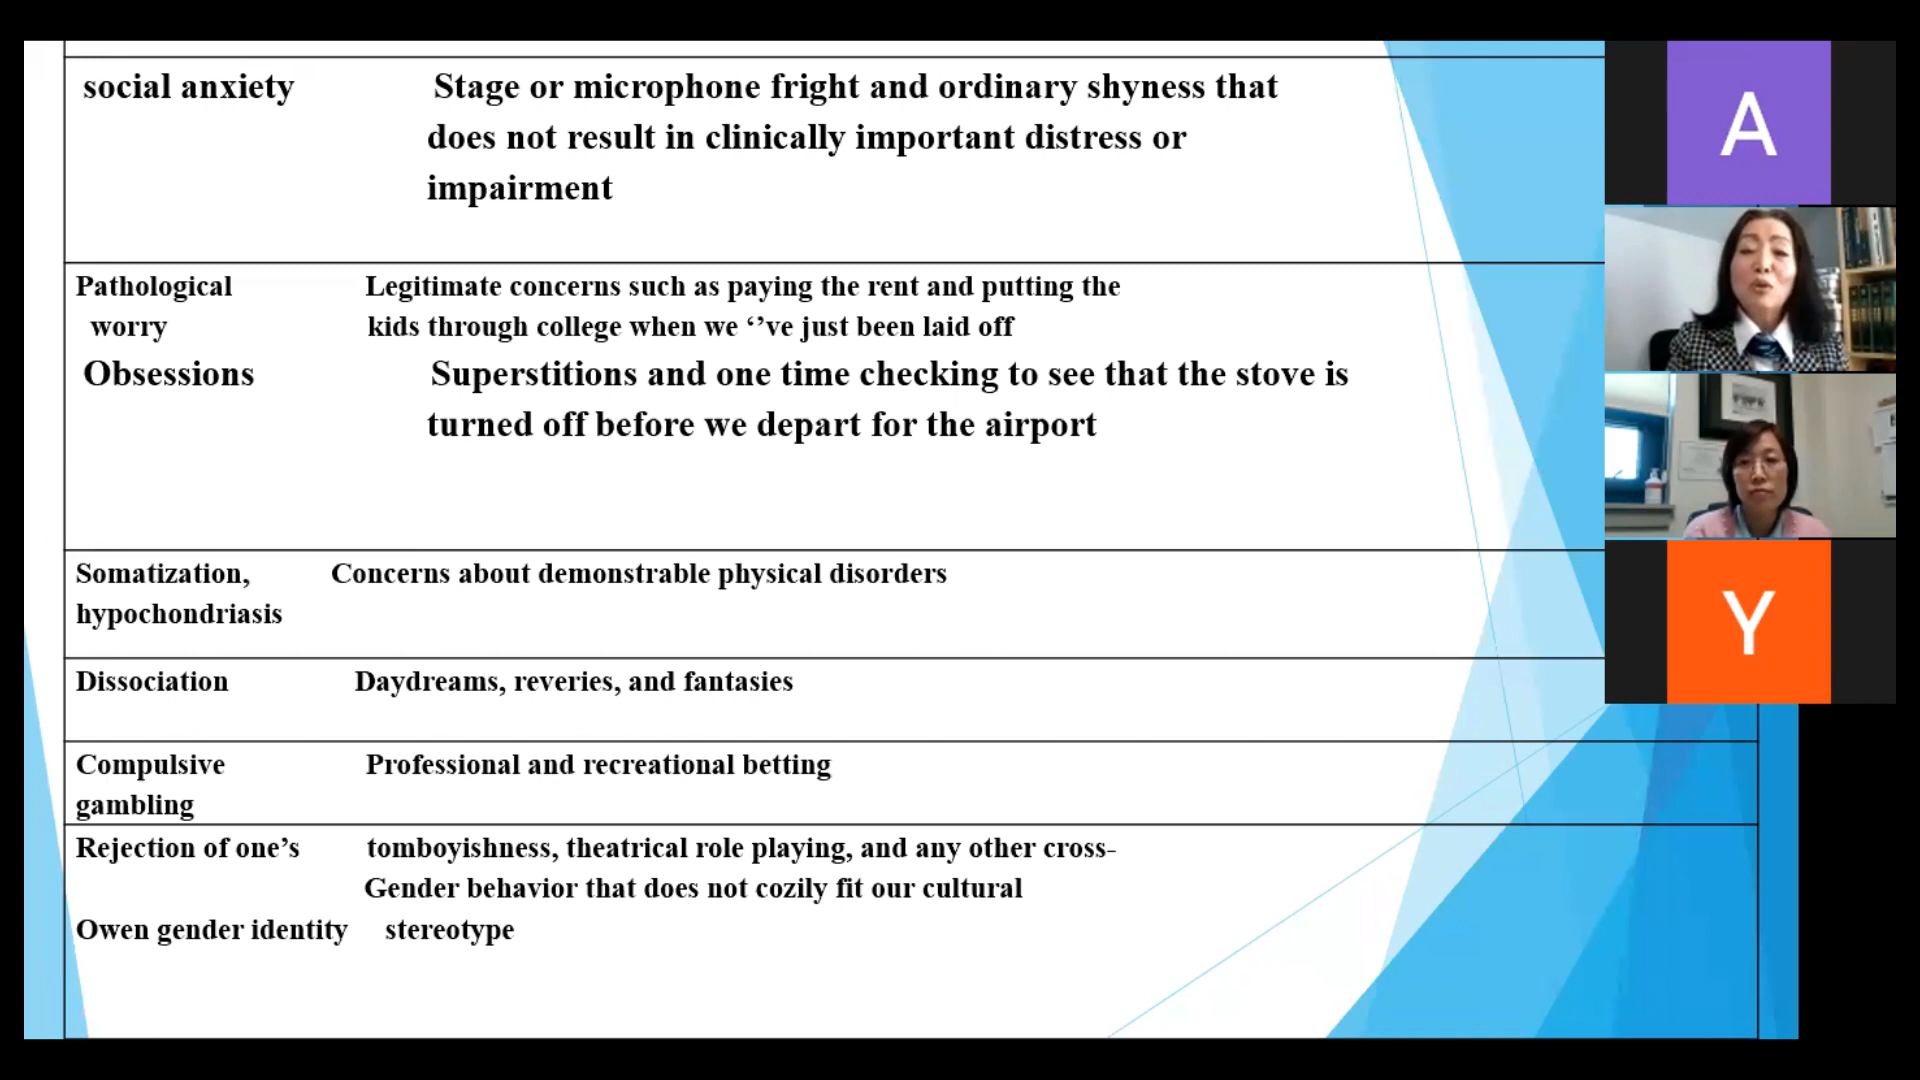 social anxiety Stage or microphone fright and ordinary shyness that
does not result in clinically important distress or
impairment
Pathological Legitimate concerns such as paying the rent and putting the
worry kids through college when we ‘’ve just been laid off
Obsessions Superstitions and one time checking to see that the stove is
turned off before we depart for the airport
Somatization, Concerns about demonstrable physical disorders
hypochondriasis
Dissociation Daydreams, reveries, and fantasies
Compulsive Professional and recreational betting
gambling
Rejection of one’s tomboyishness, theatrical role playing, and any other cross-
Gender behavior that does not cozily fit our cultural
Owen gender identity stereotype
A
Y